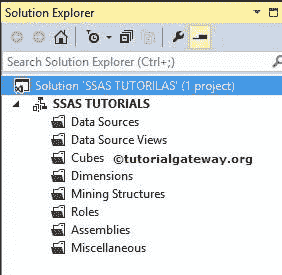 Solution Explorer
Search Solution Explorer (Ctrl+;)
Solution 'SSAS TUTORILAS' (1 project)
SSAS TUTORIALS
Data Sources
Data Source Views
Cubes ©tutorialgateway.org
Dimensions
Mining Structures
Roles
Assemblies
Miscellaneous